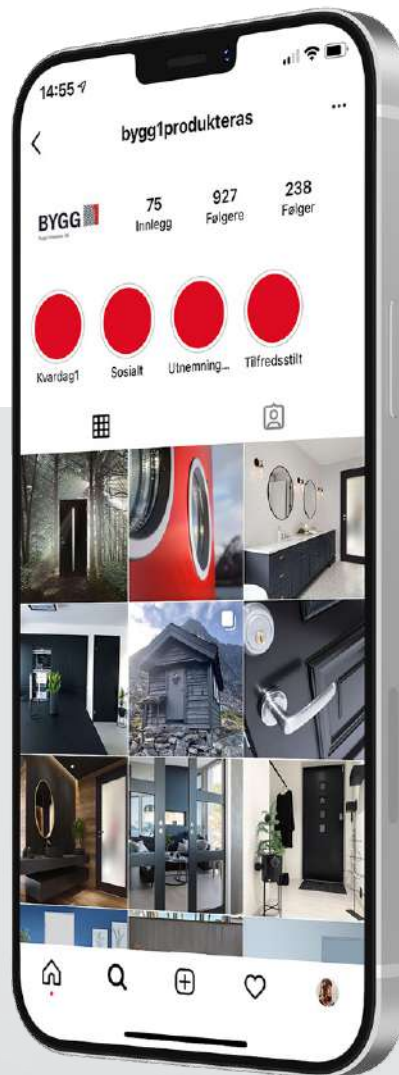 14:55
bygg1produkteras
BYGG
75
Innlegg
927
Følgere
238
Følger
Kvardag1
Sosialt
Utnemning...
Tilfredsstilt